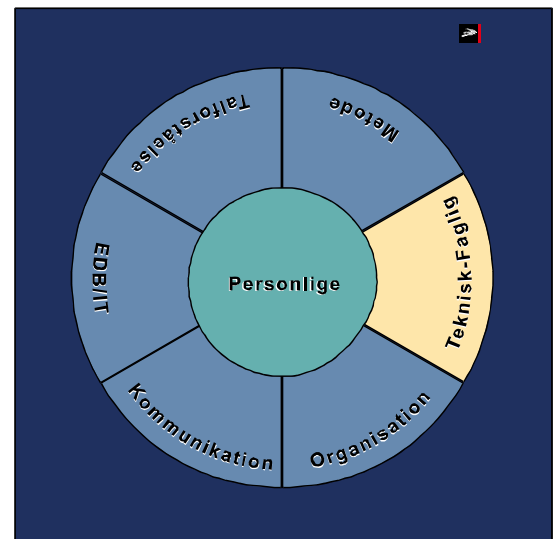 Talforståelse
Metode
Teknisk-Faglig
Organisation
Kommunikation
EDB/IT
Personlige